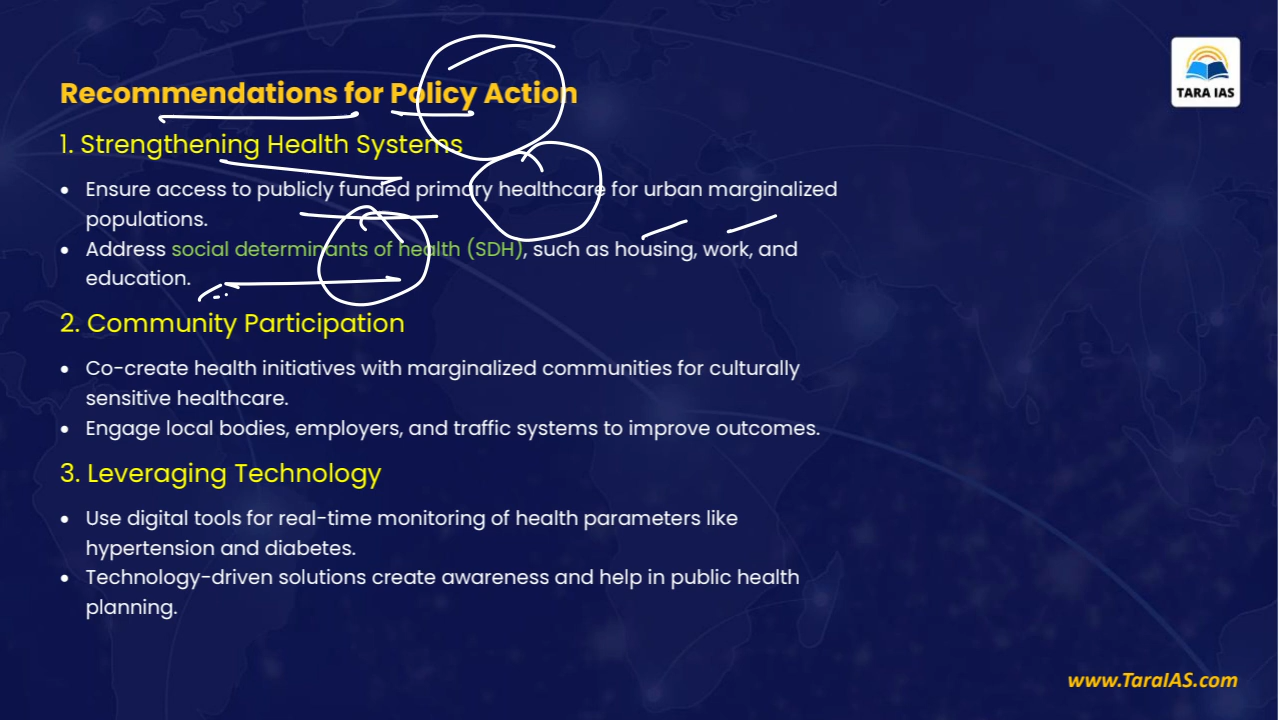 TARA IAS
Recommendations for Policy Action
1. Strengthening Health Systems
• Ensure access to publicly funded primary healthcare for urban marginalized
populations.
• Address social determinants of health (SDH), such as housing, work, and
education.
2. Community Participation
• Co-create health initiatives with marginalized communities for culturally
sensitive healthcare.
• Engage local bodies, employers, and traffic systems to improve outcomes.
3. Leveraging Technology
• Use digital tools for real-time monitoring of health parameters like
hypertension and diabetes.
• Technology-driven solutions create awareness and help in public health
planning.
www.TaraIAS.com